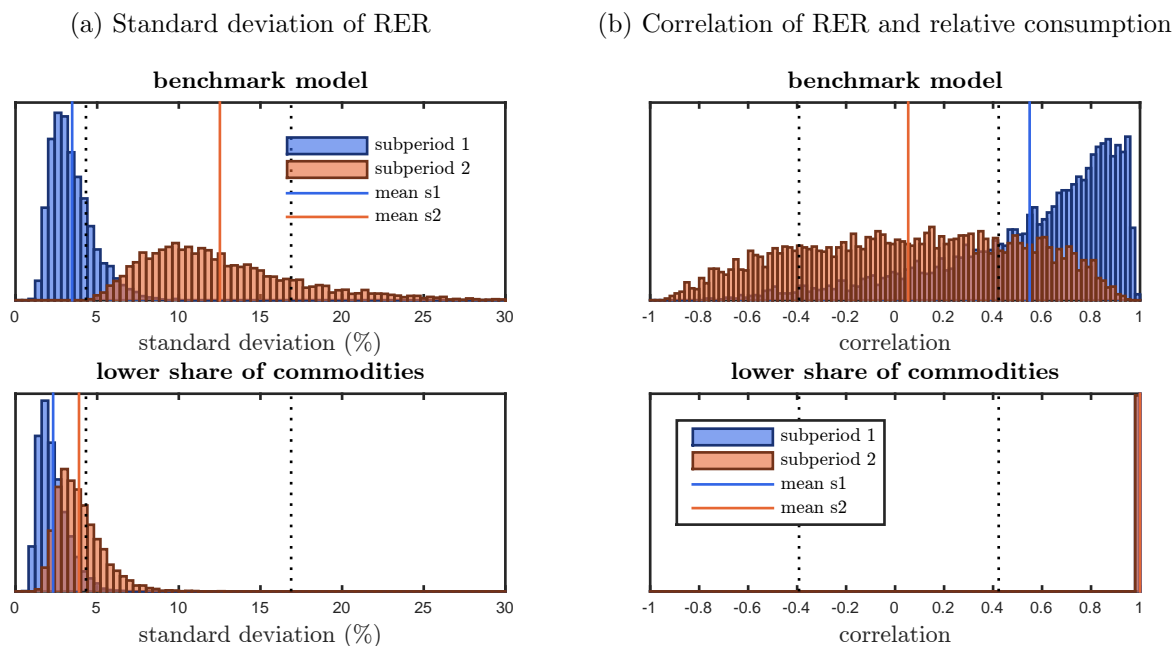 (a) Standard deviation of RER
benchmark model
subperiod 1
subperiod 2
mean s1
mean s2
0 5 10 15 20 25 30
standard deviation (%)
lower share of commodities
0 5 10 15 20 25 30
standard deviation (%)
(b) Correlation of RER and relative consumption
benchmark model
-1 -0.8 -0.6 -0.4 -0.2 0 0.2 0.4 0.6 0.8 1
correlation
lower share of commodities
subperiod 1
subperiod 2
mean s1
mean s2
-1 -0.8 -0.6 -0.4 -0.2 0 0.2 0.4 0.6 0.8 1
correlation